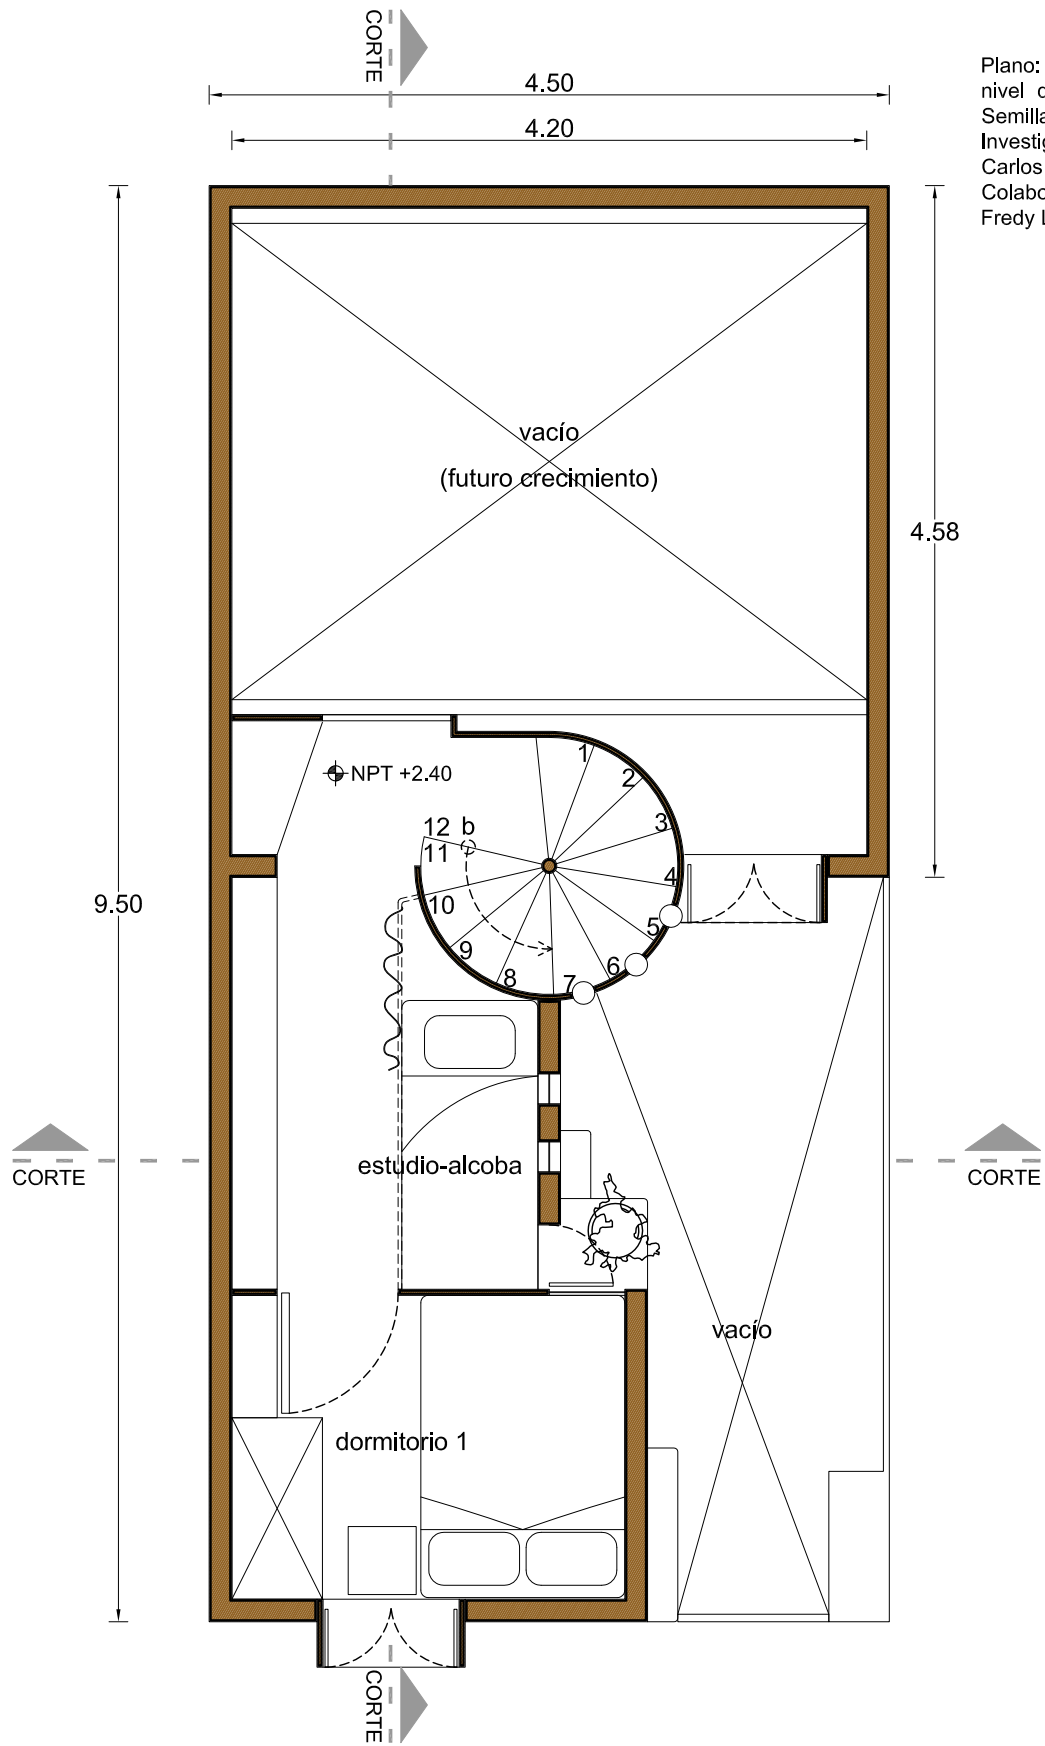 CORTE
4.50
4.20
Plano:
nivel
Semilla
Investig
Carlos
Colabo
Fredy L
vacío
(futuro crecimiento)
4.58
NPT +2.40
1
2
3
4
5
6
7
8
9
10
11
12 b
9.50
estudio-alcoba
CORTE
CORTE
vacío
dormitorio 1
CORTE